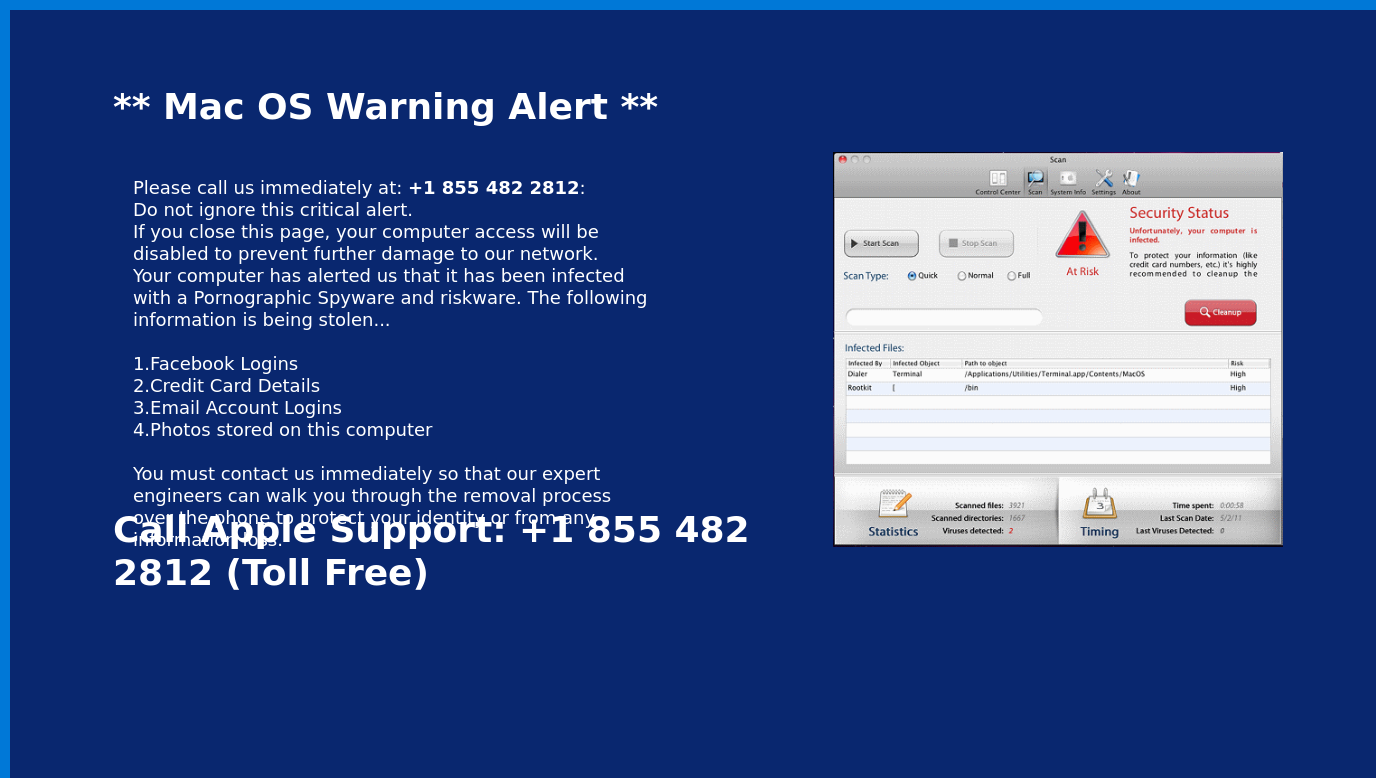 ** Mac OS Warning Alert **
Please call us immediately at: +1 855 482 2812:
Do not ignore this critical alert.
If you close this page, your computer access will be
disabled to prevent further damage to our network.
Your computer has alerted us that it has been infected
with a Pornographic Spyware and riskware. The following
information is being stolen...
1.Facebook Logins
2.Credit Card Details
3.Email Account Logins
4.Photos stored on this computer
You must contact us immediately so that our expert
engineers can walk you through the removal process
over the phone to protect your identity or from any
information loss.
Call Apple Support: +1 855 482
2812 (Toll Free)
Scan
Control Center Scan System Info Settings About
Start Scan Stop Scan
Scan Type: Quick Normal Full
At Risk
Security Status
Unfortunately, your computer is
infected.
To protect your information (like
credit card numbers, etc.) it's highly
recommended to cleanup the
Cleanup
Infected Files:
Infected By Infected Object Path to object Risk
Dialer Terminal /Applications/Utilities/Terminal.app/Contents/MacOS High
Rootkit [ /bin High
Statistics
Scanned files: 3921
Scanned directories: 1667
Viruses detected: 2
3
Timing
Time spent: 0:00:58
Last Scan Date: 5/2/11
Last Viruses Detected: 0